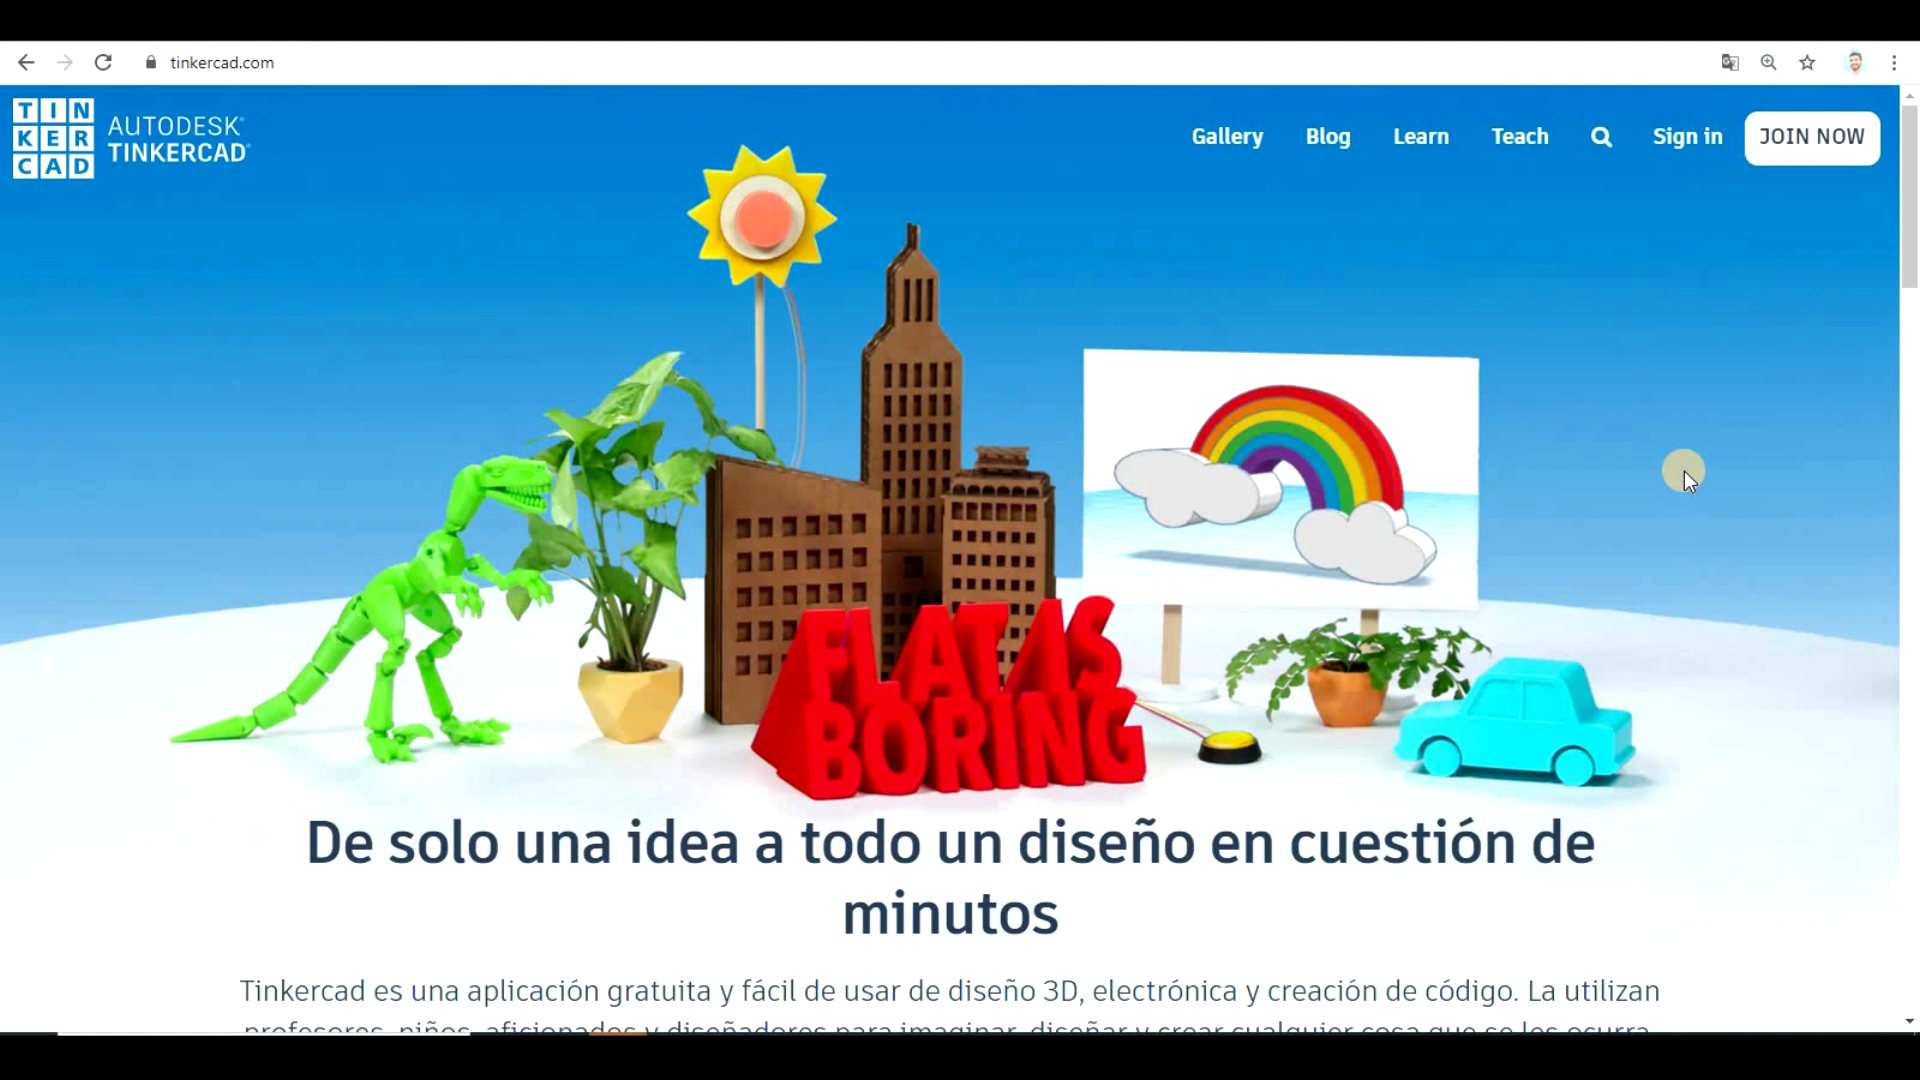 tinkercad.com
TIN
KER
CAD
AUTODESK®
TINKERCAD®
Gallery
Blog
Learn
Teach
Sign in
JOIN NOW
FLAT IS
BORING
De solo una idea a todo un diseño en cuestión de
minutos
Tinkercad es una aplicación gratuita y fácil de usar de diseño 3D, electrónica y creación de código. La utilizan
profesores, niños, aficionados y diseñadores para imaginar, diseñar y crear cualquier cosa que se les ocurra.